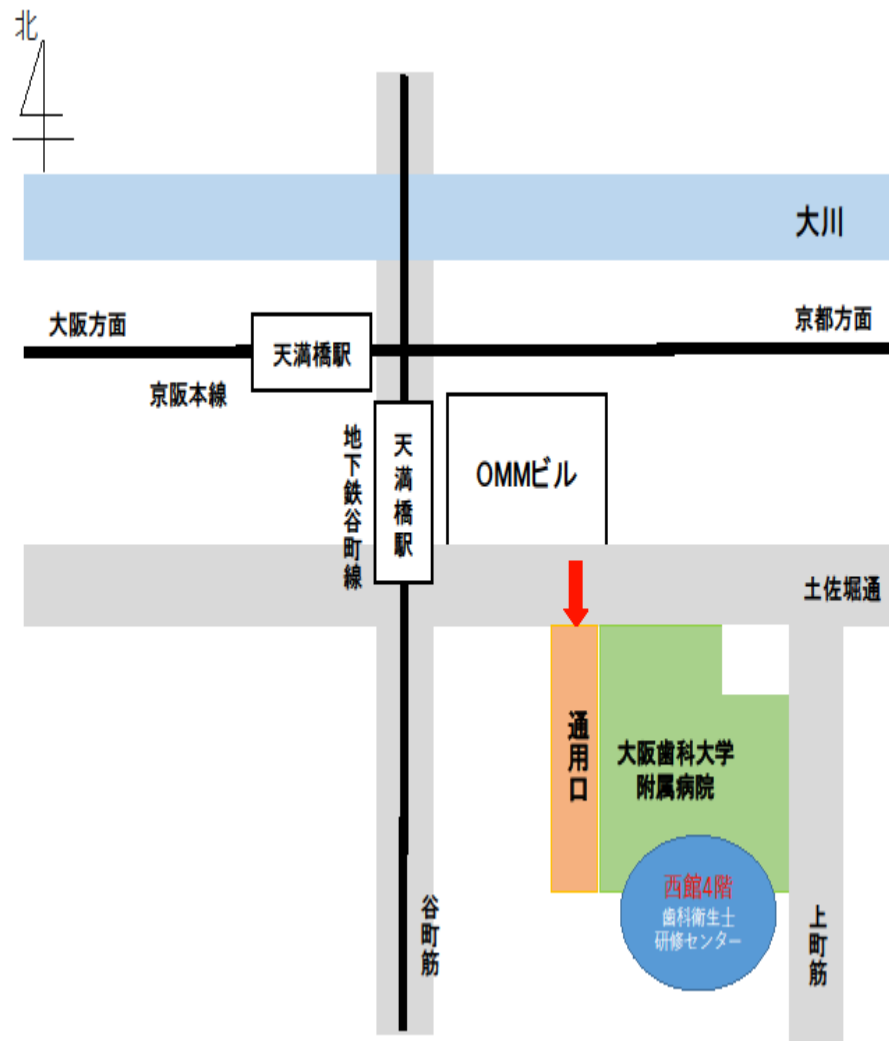 北
大川
大阪方面
京都方面
天満橋駅
京阪本線
地下鉄谷町線
天満橋駅
OMMビル
土佐堀通
通用口
大阪歯科大学
附属病院
西館4階
歯科衛生士
研修センター
谷町筋
上町筋